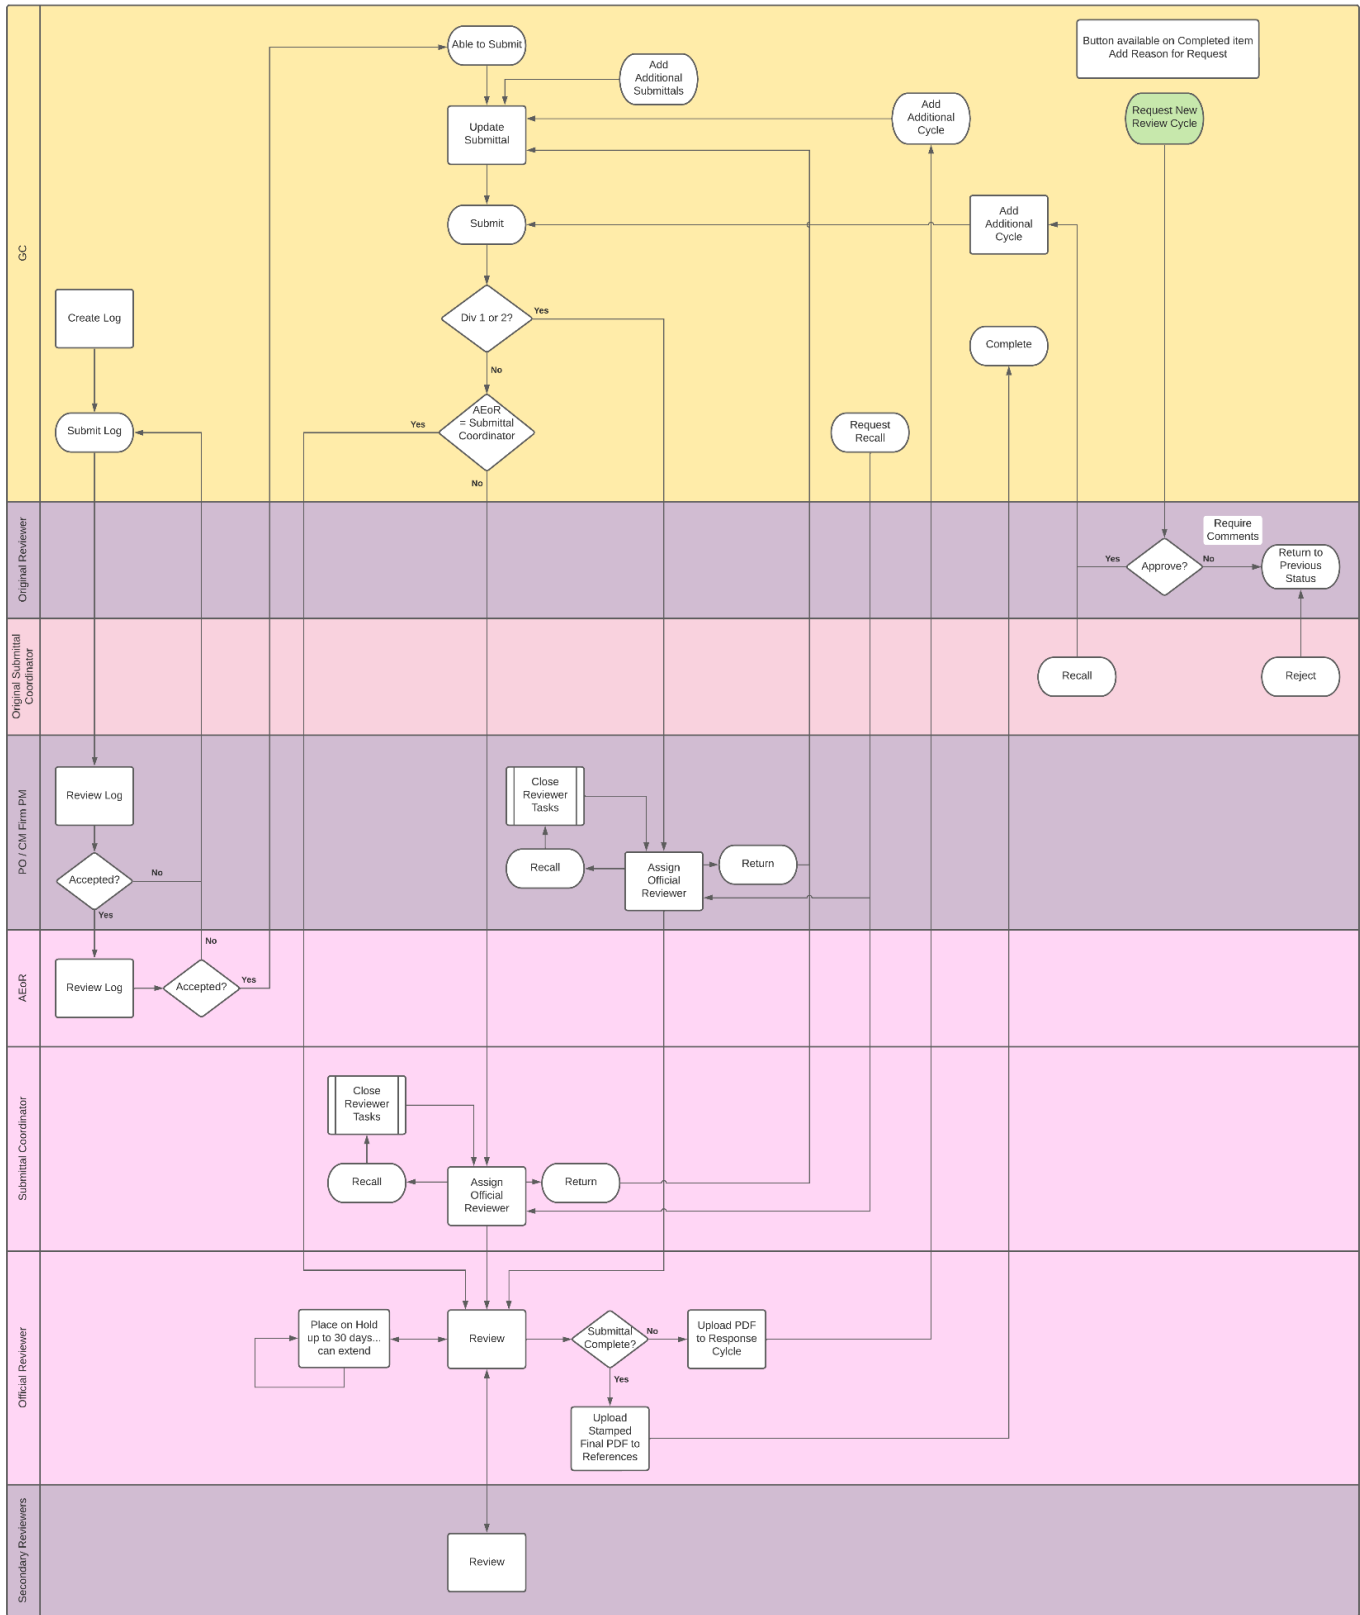 GC
Able to Submit
Add
Additional
Submittals
Button available on Completed item
Add Reason for Request
Update
Submittal
Add
Additional
Cycle
Request New
Review Cycle
Submit
Add
Additional
Cycle
Create Log
Div 1 or 2?
Yes
No
Complete
Submit Log
Yes
AEoR
= Submittal
Coordinator
No
Request
Recall
Original Reviewer
Require
Comments
Yes
Approve?
No
Return to
Previous
Status
Original Submittal
Coordinator
Recall
Reject
PO / CM Firm PM
Review Log
Close
Reviewer
Tasks
Accepted?
No
Yes
Recall
Assign
Official
Reviewer
Return
AEoR
No
Review Log
Accepted?
Yes
Submittal Coordinator
Close
Reviewer
Tasks
Recall
Assign
Official
Reviewer
Return
Official Reviewer
Place on Hold
up to 30 days...
can extend
Review
Submittal
Complete?
No
Upload PDF
to Response
Cylcle
Yes
Upload
Stamped
Final PDF to
References
Secondary Reviewers
Review